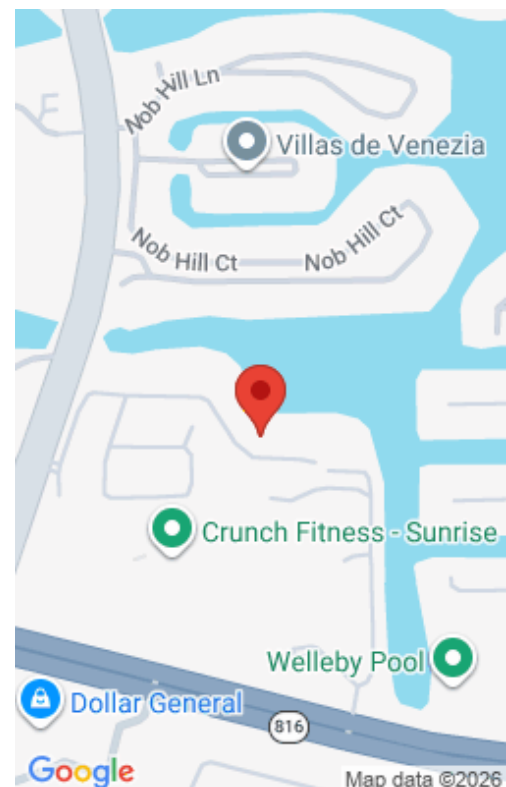 Nob Hill Ln
Villas de Venezia
Nob Hill Ct
Nob Hill Ct
Crunch Fitness - Sunrise
Welleby Pool
Dollar General
816
Google
Map data ©2026